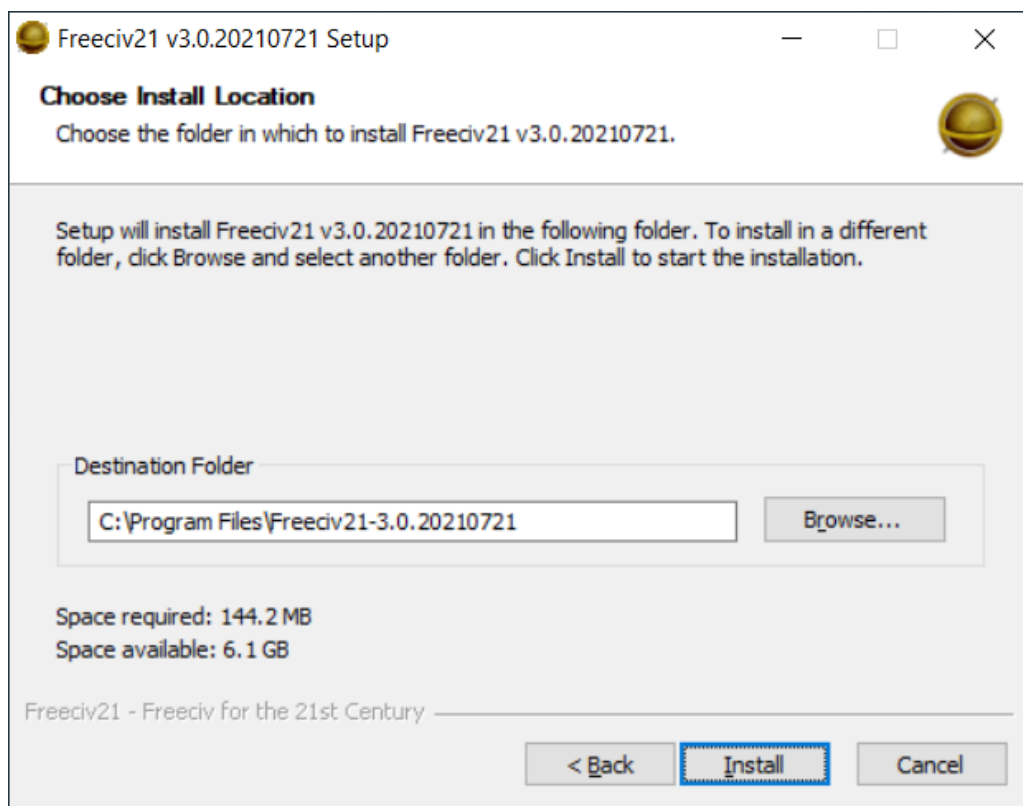 Freeciv21 v3.0.20210721 Setup
Choose Install Location
Choose the folder in which to install Freeciv21 v3.0.20210721.
Setup will install Freeciv21 v3.0.20210721 in the following folder. To install in a different
folder, click Browse and select another folder. Click Install to start the installation.
Destination Folder
C:\Program Files\Freeciv21-3.0.20210721
Browse...
Space required: 144.2 MB
Space available: 6.1 GB
Freeciv21 - Freeciv for the 21st Century
< Back
Install
Cancel